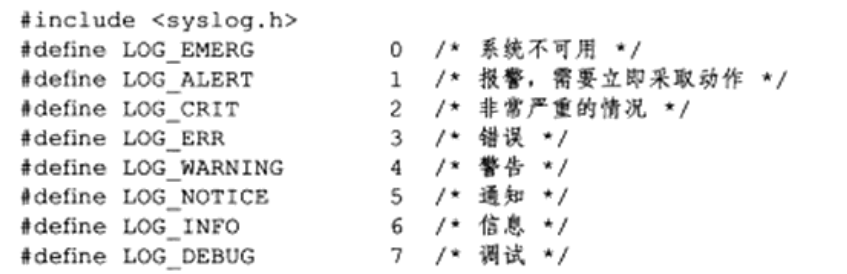 #include <syslog.h>
#define LOG_EMERG 0 /* 系统不可用 */
#define LOG_ALERT 1 /* 报警，需要立即采取动作 */
#define LOG_CRIT 2 /* 非常严重的情况 */
#define LOG_ERR 3 /* 错误 */
#define LOG_WARNING 4 /* 警告 */
#define LOG_NOTICE 5 /* 通知 */
#define LOG_INFO 6 /* 信息 */
#define LOG_DEBUG 7 /* 调试 */